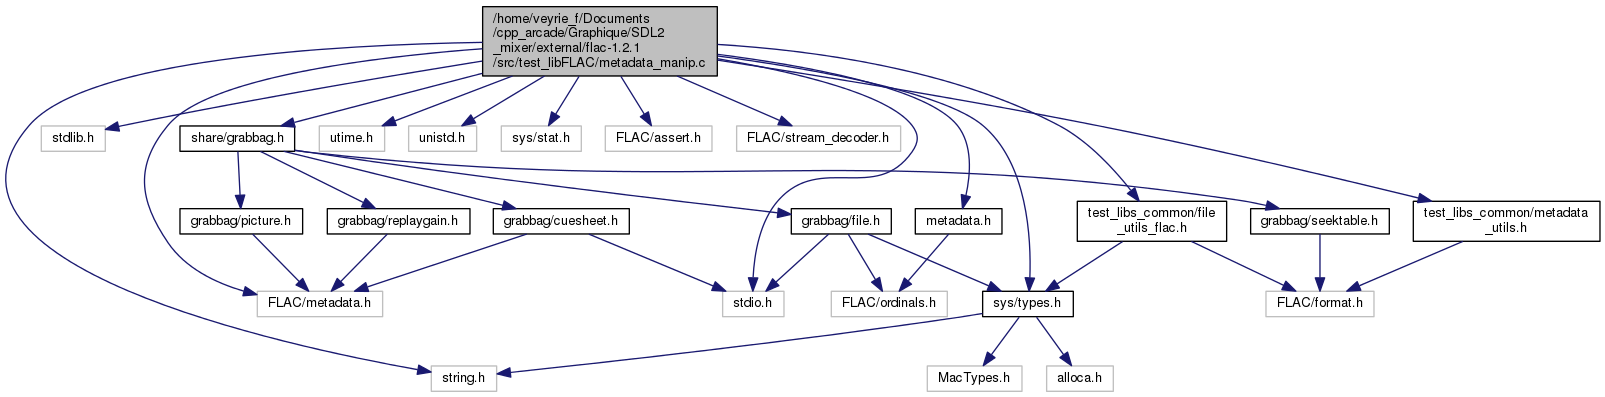 /home/veyrie_f/Documents
/cpp_arcade/Graphique/SDL2
_mixer/external/flac-1.2.1
/src/test_libFLAC/metadata_manip.c
stdlib.h
share/grabbag.h
utime.h
unistd.h
sys/stat.h
FLAC/assert.h
FLAC/stream_decoder.h
grabbag/picture.h
grabbag/replaygain.h
grabbag/cuesheet.h
grabbag/file.h
metadata.h
test_libs_common/file
_utils_flac.h
grabbag/seektable.h
test_libs_common/metadata
_utils.h
FLAC/metadata.h
stdio.h
FLAC/ordinals.h
sys/types.h
FLAC/format.h
string.h
MacTypes.h
alloca.h